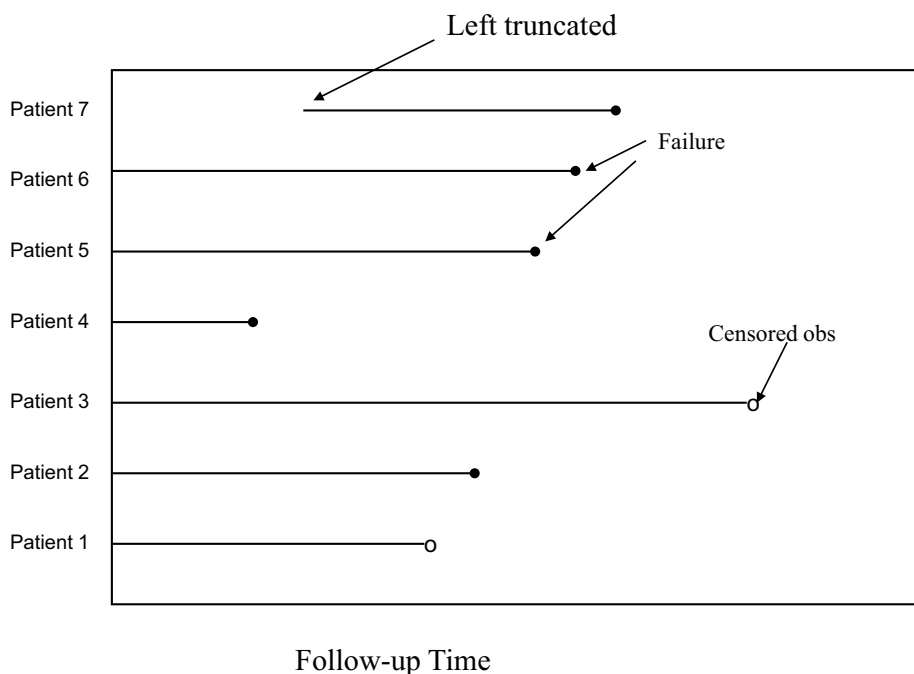 Left truncated
Patient 7
Failure
Patient 6
Patient 5
Patient 4
Censored obs
Patient 3
Patient 2
Patient 1
Follow-up Time